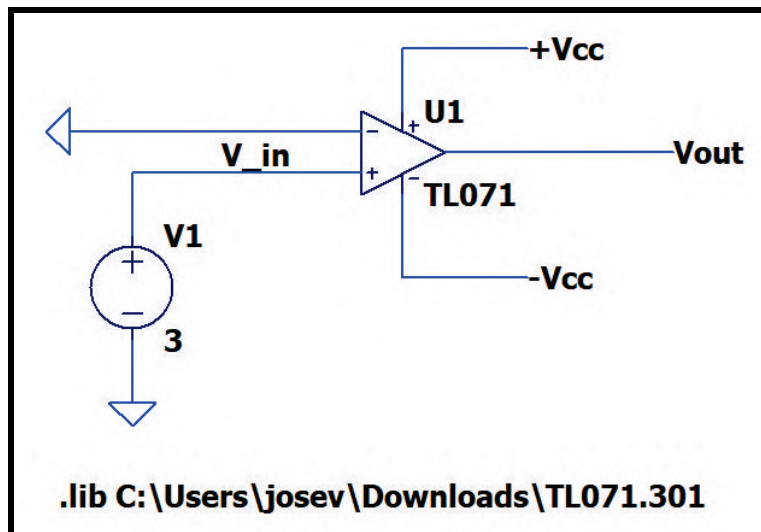 +Vcc
U1
V_in
Vout
TL071
V1
-Vcc
3
.lib C:\Users\josev\Downloads\TL071.301